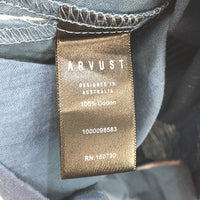 ARVUST
DESIGNED IN
AUSTRALIA
100% Cotton
1000098583
RN:150730